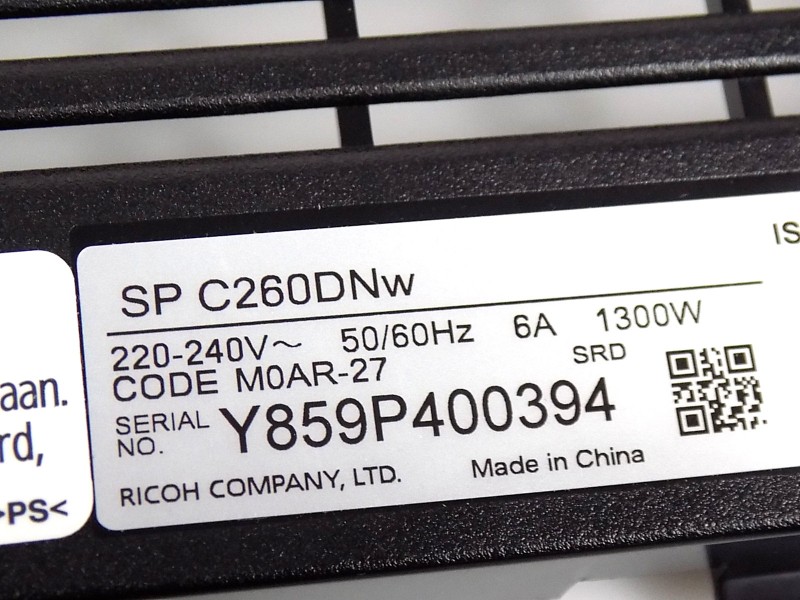 IS
SP C260DNw
220-240V～ 50/60Hz 6A 1300W
CODE M0AR-27 SRD
SERIAL NO. Y859P400394
RICOH COMPANY, LTD. Made in China
aan.
rd,
>PS<